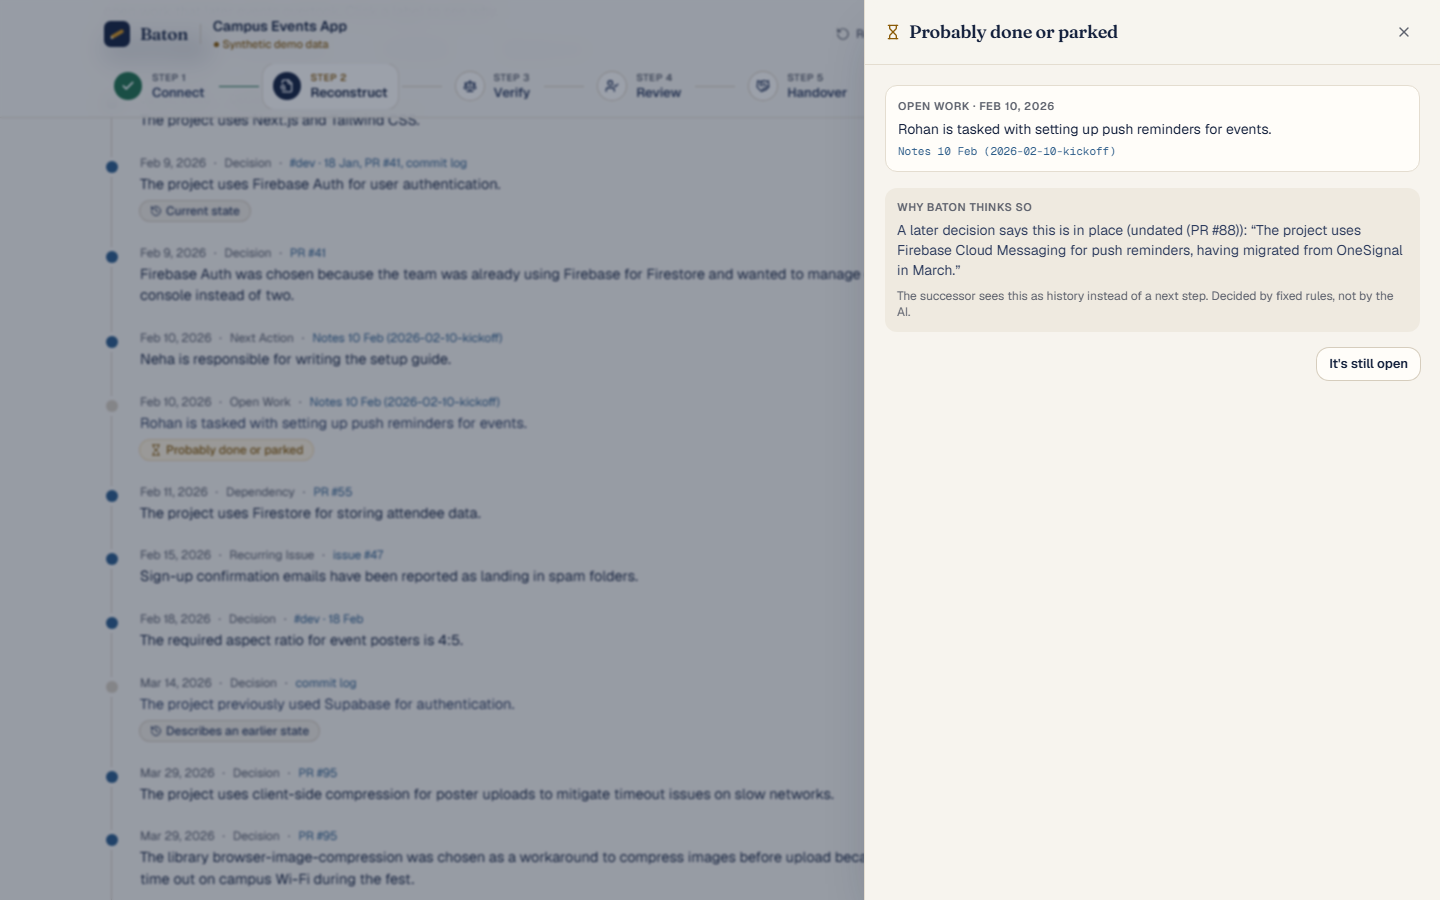 Baton
Campus Events App
Synthetic demo data
STEP 1
Connect
STEP 2
Reconstruct
STEP 3
Verify
STEP 4
Review
STEP 5
Handover
The project uses Next.js and Tailwind CSS.
Feb 9, 2026 · Decision · #dev · 18 Jan, PR #41, commit log
The project uses Firebase Auth for user authentication.
Current state
Feb 9, 2026 · Decision · PR #41
Firebase Auth was chosen because the team was already using Firebase for Firestore and wanted to manage
console instead of two.
Feb 10, 2026 · Next Action · Notes 10 Feb (2026-02-10-kickoff)
Neha is responsible for writing the setup guide.
Feb 10, 2026 · Open Work · Notes 10 Feb (2026-02-10-kickoff)
Rohan is tasked with setting up push reminders for events.
Probably done or parked
Feb 11, 2026 · Dependency · PR #55
The project uses Firestore for storing attendee data.
Feb 15, 2026 · Recurring Issue · issue #47
Sign-up confirmation emails have been reported as landing in spam folders.
Feb 18, 2026 · Decision · #dev · 18 Feb
The required aspect ratio for event posters is 4:5.
Mar 14, 2026 · Decision · commit log
The project previously used Supabase for authentication.
Describes an earlier state
Mar 29, 2026 · Decision · PR #95
The project uses client-side compression for poster uploads to mitigate timeout issues on slow networks.
Mar 29, 2026 · Decision · PR #95
The library browser-image-compression was chosen as a workaround to compress images before upload beca
time out on campus Wi-Fi during the fest.
Probably done or parked
OPEN WORK · FEB 10, 2026
Rohan is tasked with setting up push reminders for events.
Notes 10 Feb (2026-02-10-kickoff)
WHY BATON THINKS SO
A later decision says this is in place (undated (PR #88)): “The project uses
Firebase Cloud Messaging for push reminders, having migrated from OneSignal
in March.”
The successor sees this as history instead of a next step. Decided by fixed rules, not by the
AI.
It's still open